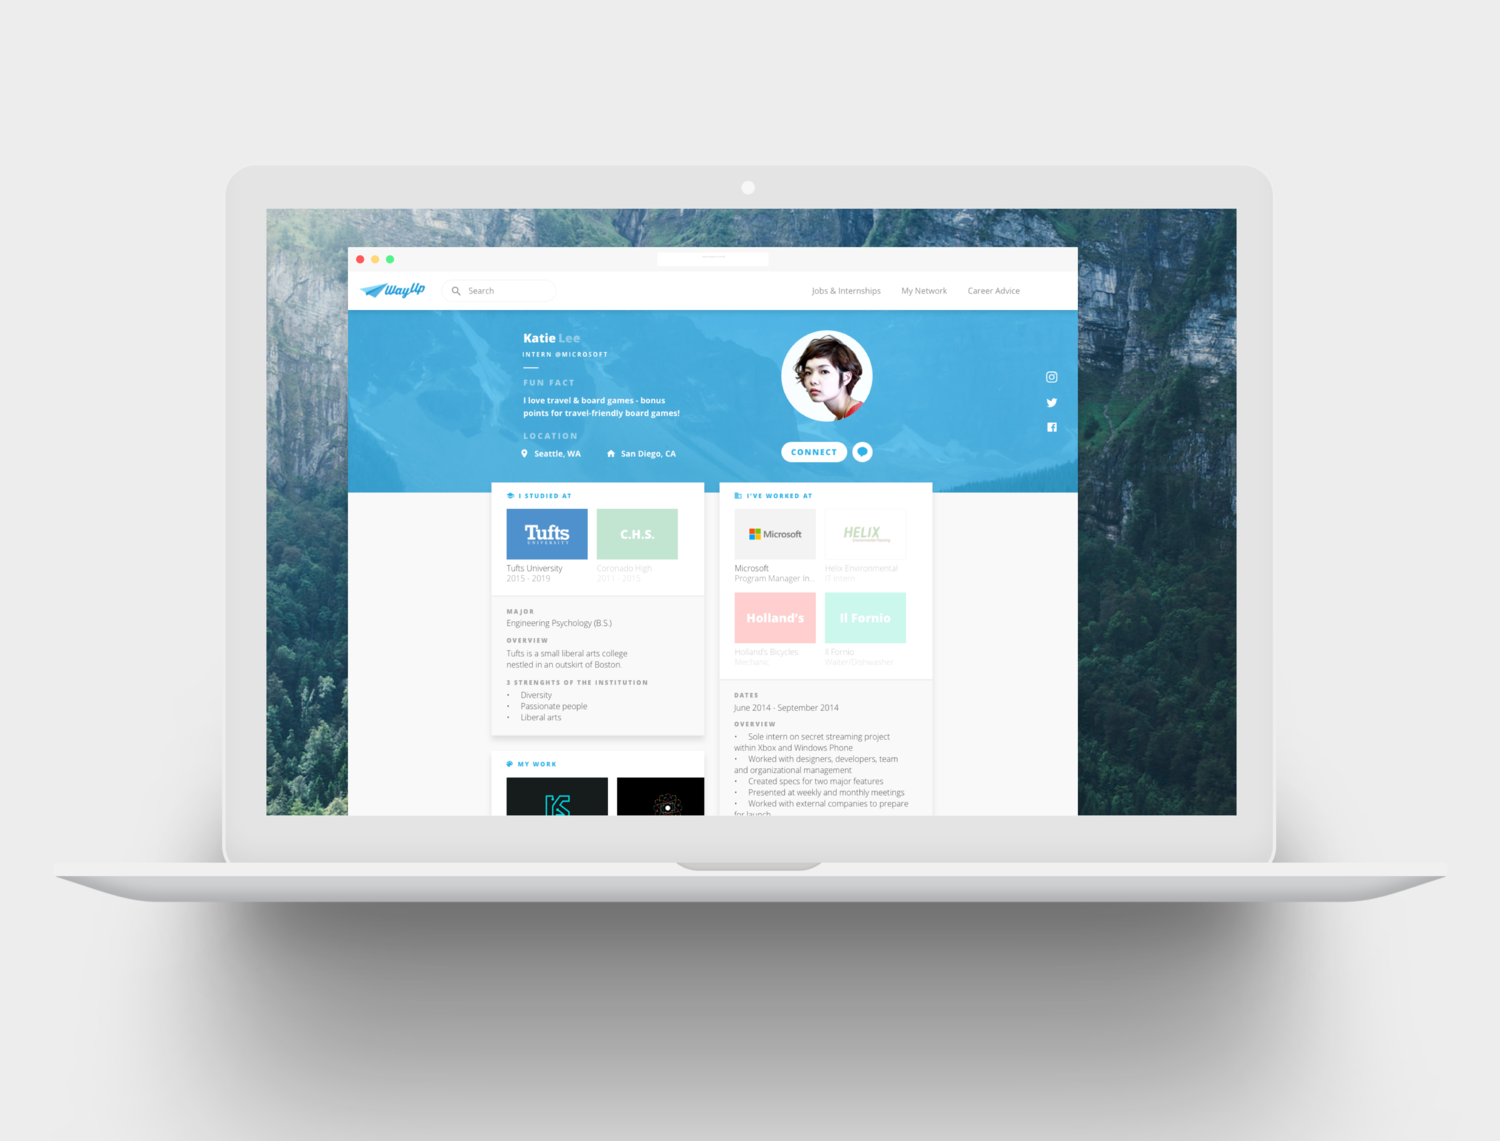 WayUp
Search
Jobs & Internships
My Network
Career Advice
Katie Lee
INTERN @MICROSOFT
FUN FACT
I love travel & board games - bonus
points for travel-friendly board games!
LOCATION
Seattle, WA
San Diego, CA
CONNECT
I STUDIED AT
Tufts
UNIVERSITY
C.H.S.
Tufts University
2015 - 2019
Coronado High
2011 - 2015
MAJOR
Engineering Psychology (B.S.)
OVERVIEW
Tufts is a small liberal arts college
nestled in an outskirt of Boston.
3 STRENGHTS OF THE INSTITUTION
• Diversity
• Passionate people
• Liberal arts
MY WORK
I'VE WORKED AT
Microsoft
HELIX
Microsoft
Program Manager In...
Helix Environmental
IT Intern
Holland's
Il Fornio
Holland's Bicycles
Mechanic
Il Fornio
Waiter/Dishwasher
DATES
June 2014 - September 2014
OVERVIEW
• Sole intern on secret streaming project
within Xbox and Windows Phone
• Worked with designers, developers, team
and organizational management
• Created specs for two major features
• Presented at weekly and monthly meetings
• Worked with external companies to prepare
for launch